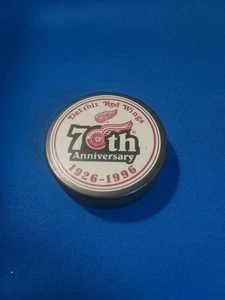 Detroit Red Wings
70th
Anniversary
1926-1996